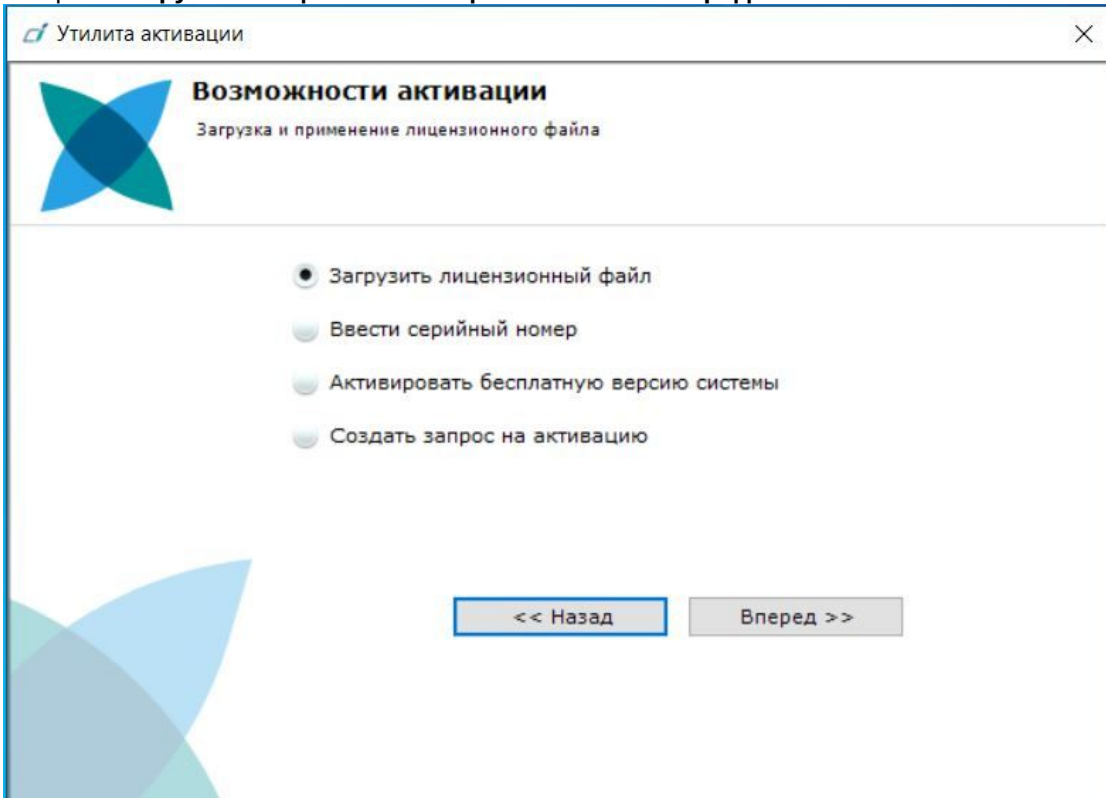 Утилита активации
Возможности активации
Загрузка и применение лицензионного файла
Загрузить лицензионный файл
Ввести серийный номер
Активировать бесплатную версию системы
Создать запрос на активацию
<< Назад
Вперед >>